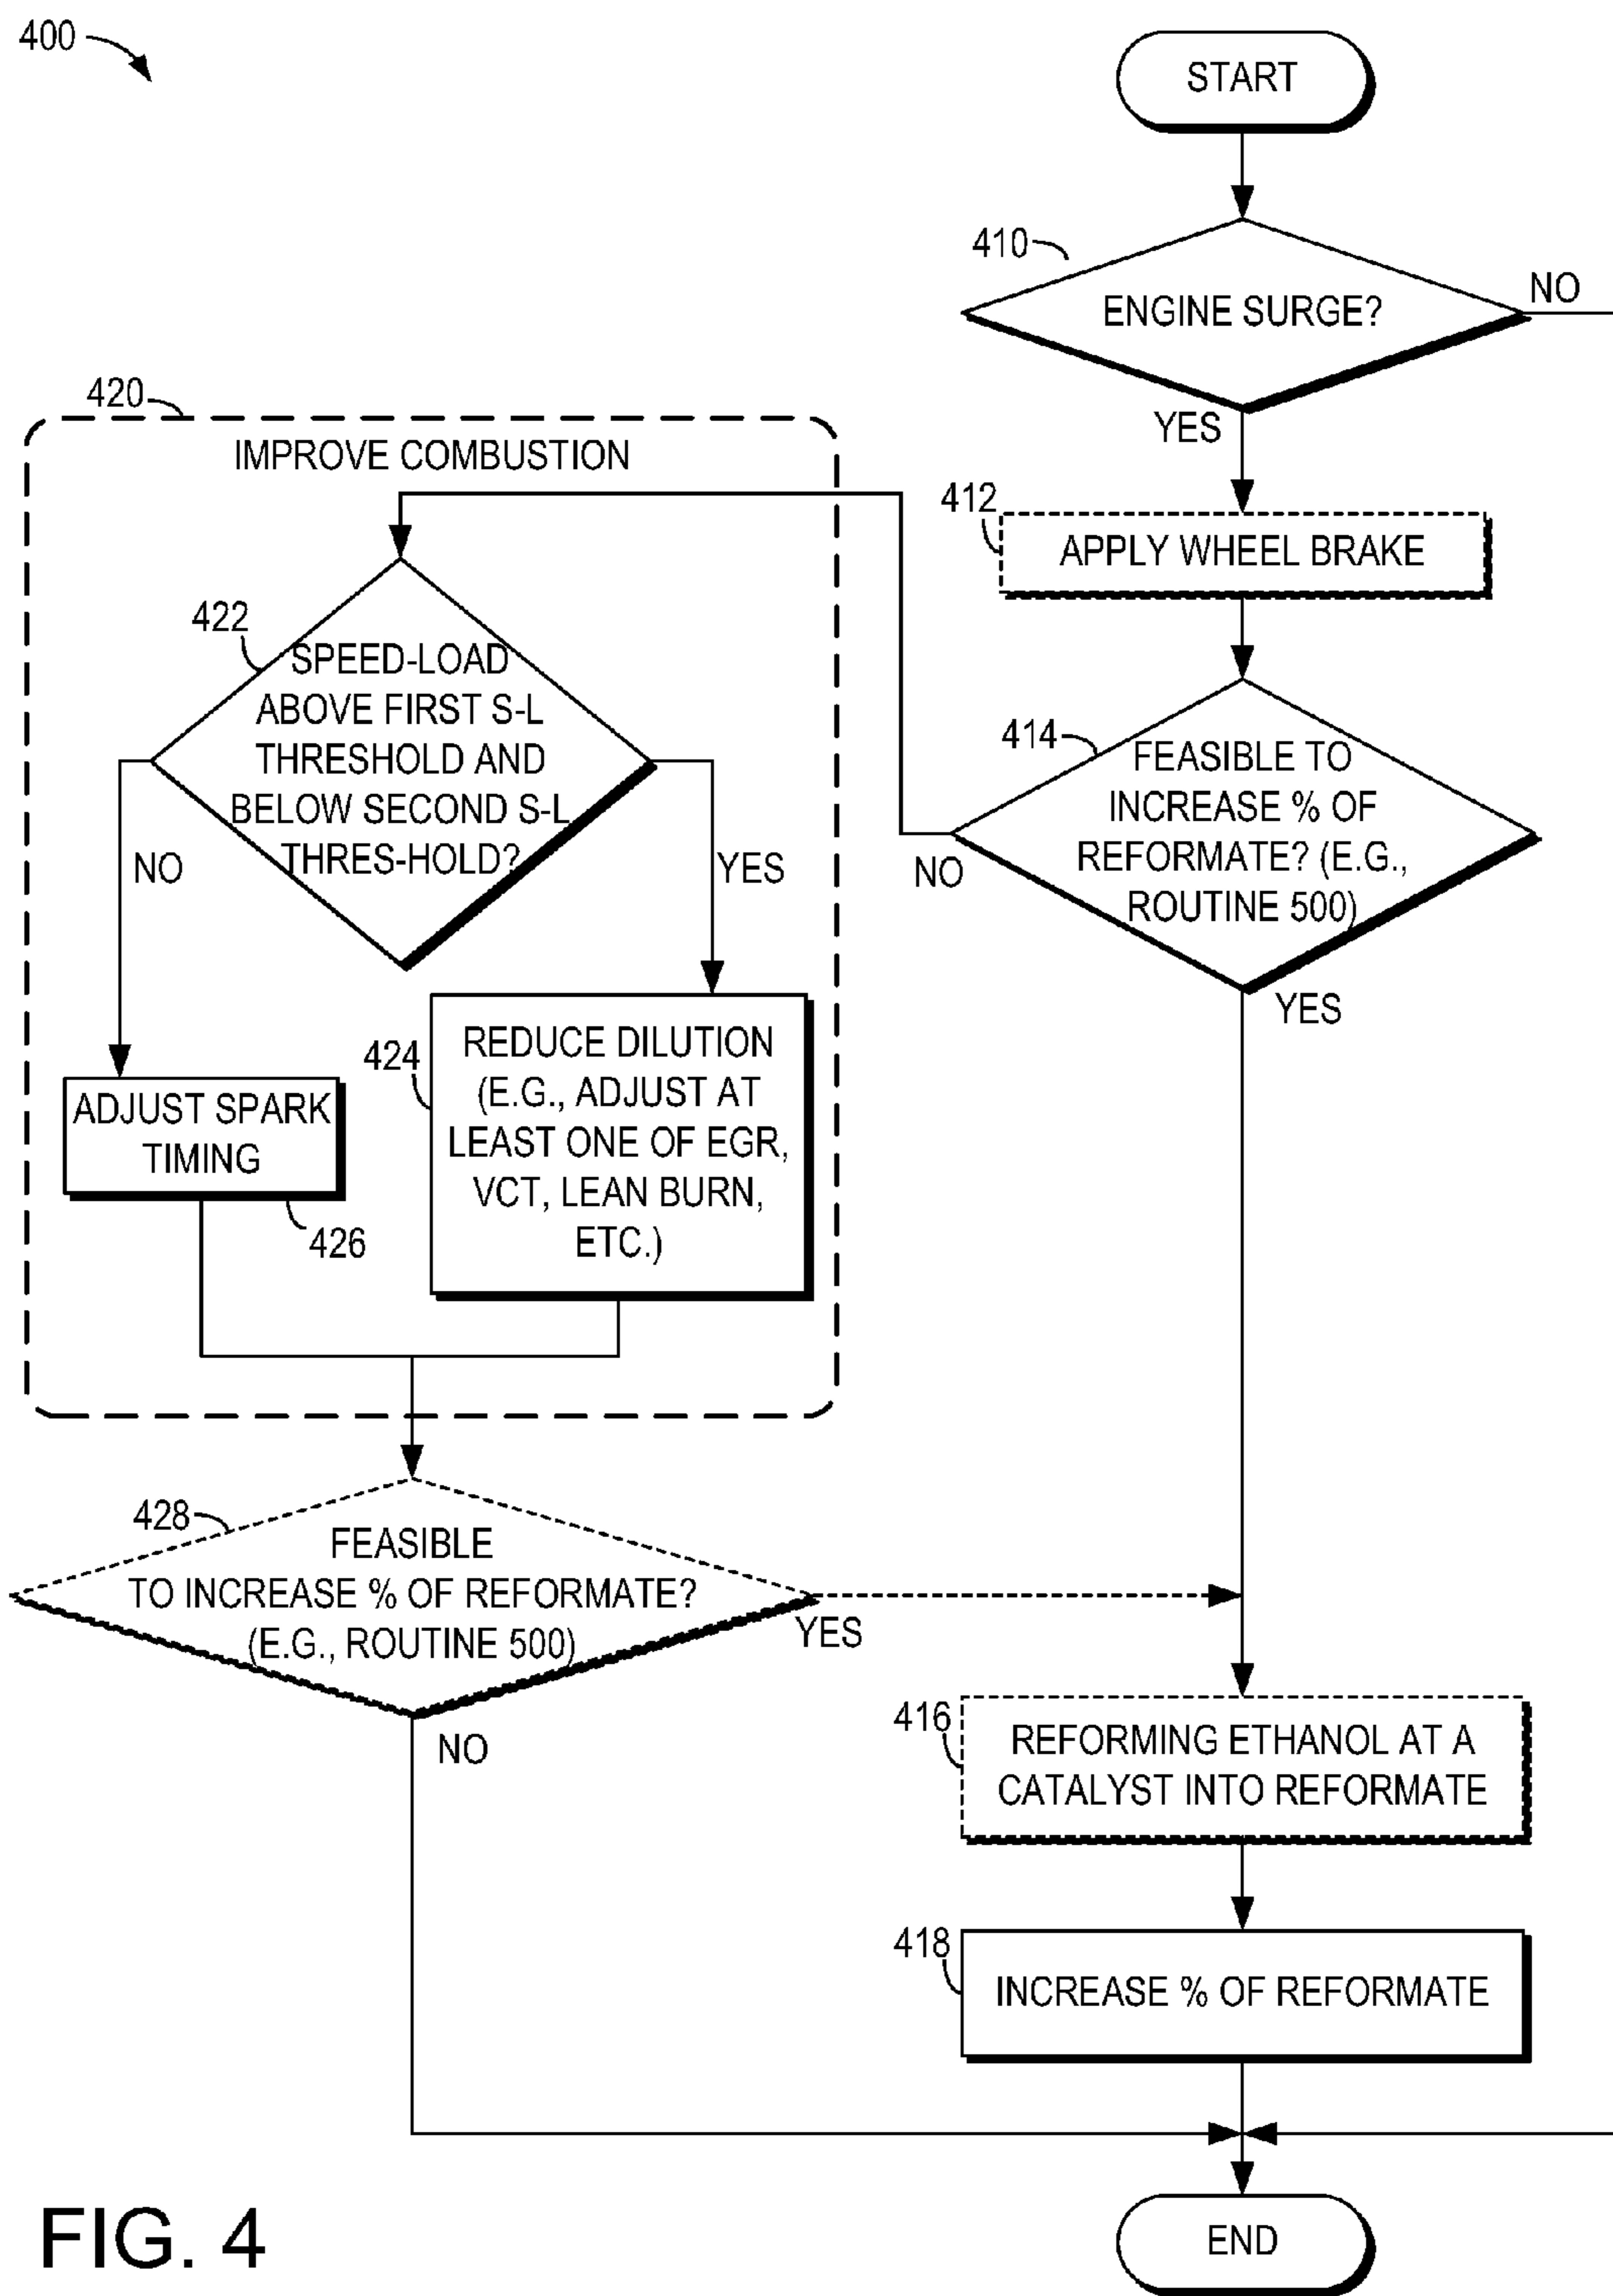 400
START
410
ENGINE SURGE?
NO
YES
412
APPLY WHEEL BRAKE
414
FEASIBLE TO
INCREASE % OF
REFORMATE? (E.G.,
ROUTINE 500)
NO
YES
420
IMPROVE COMBUSTION
422
SPEED-LOAD
ABOVE FIRST S-L
THRESHOLD AND
BELOW SECOND S-L
THRES-HOLD?
NO
YES
424
REDUCE DILUTION
(E.G., ADJUST AT
LEAST ONE OF EGR,
VCT, LEAN BURN,
ETC.)
ADJUST SPARK
TIMING
426
428
FEASIBLE
TO INCREASE % OF REFORMATE?
(E.G., ROUTINE 500)
YES
NO
416
REFORMING ETHANOL AT A
CATALYST INTO REFORMATE
418
INCREASE % OF REFORMATE
END
FIG. 4